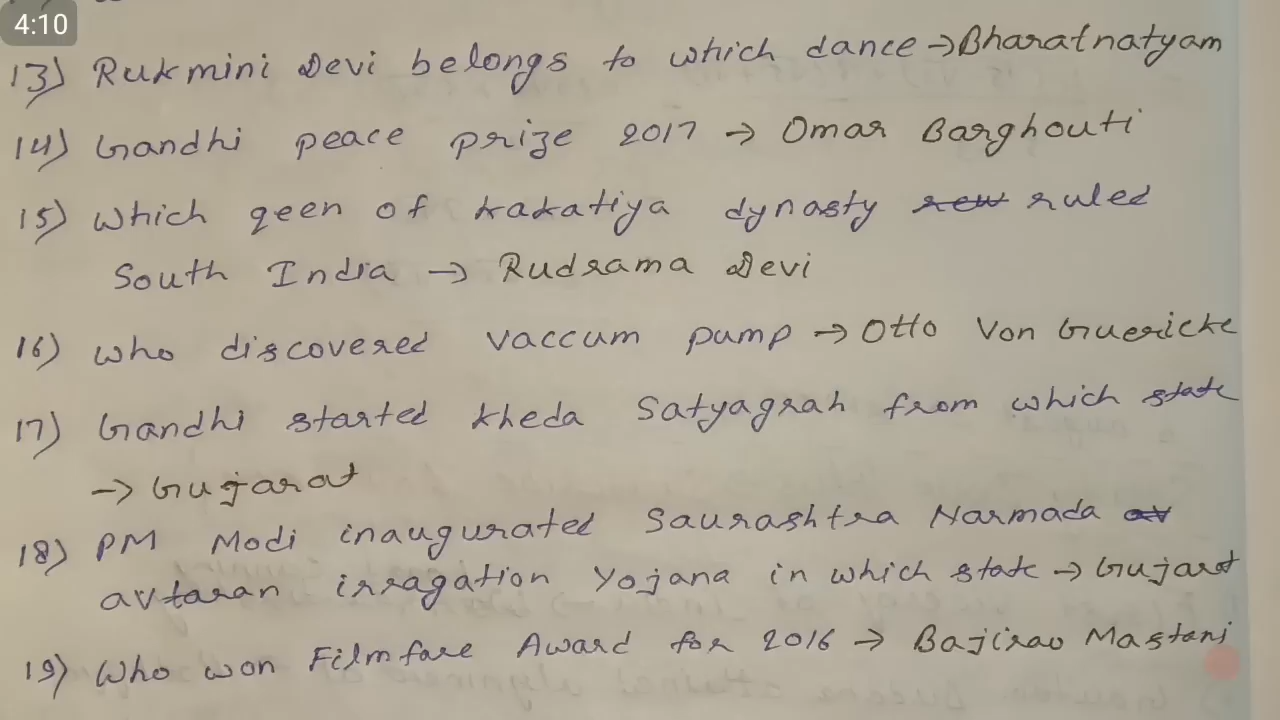 4:10
13) Rukmini Devi belongs to which dance → Bharatnatyam
14) Gandhi peace prize 2017 → Omar Barghouti
15) which qeen of kakatiya dynasty ruled
South India → Rudrama Devi
16) who discovered vaccum pump → Otto Von Guericke
17) Gandhi started kheda Satyagrah from which state
→ Gujarat
18) PM Modi inaugurated Saurashtra Narmada
avtaran irragation Yojana in which state → Gujarat
19) Who won Filmfare Award for 2016 → Bajirao Mastani